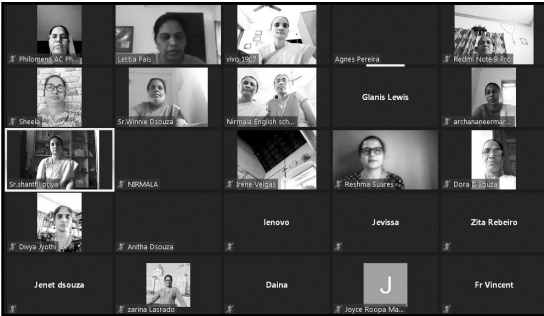 Philomena AC Ph...
Letitia Pais
vivo 1907
Agnes Pereira
Redmi Note 9 Pro
Sheela
Sr.Winnie Dsouza
Nirmala English sch...
Glanis Lewis
archananeermar...
Sr.shanthi priya
NIRMALA
Irene Veigas
Reshma Suares
Dora D Souza
Divya Jyothi
Anitha Dsouza
lenovo
Jevissa
Zita Rebeiro
Jenet dsouza
zarina Lasrado
Daina
J
Joyce Roopa Ma...
Fr Vincent